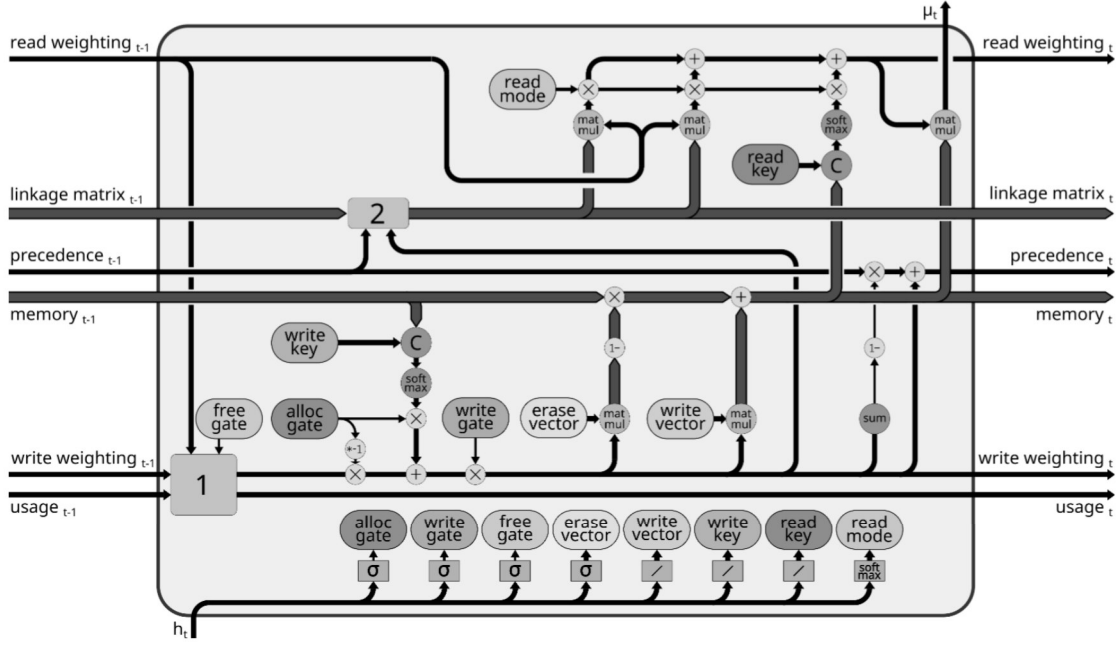 μt
read weighting t-1
read weighting t
+
+
read
mode
×
×
×
mat
mul
mat
mul
soft
max
mat
mul
read
key
C
linkage matrix t-1
linkage matrix t
2
precedence t-1
precedence t
×
+
memory t-1
memory t
×
+
write
key
C
1-
1-
soft
max
free
gate
alloc
gate
×
write
gate
erase
vector
mat
mul
write
vector
mat
mul
sum
*-1
write weighting t-1
write weighting t
1
×
+
×
usage t-1
usage t
alloc
gate
write
gate
free
gate
erase
vector
write
vector
write
key
read
key
read
mode
σ
σ
σ
σ
/
/
/
soft
max
ht